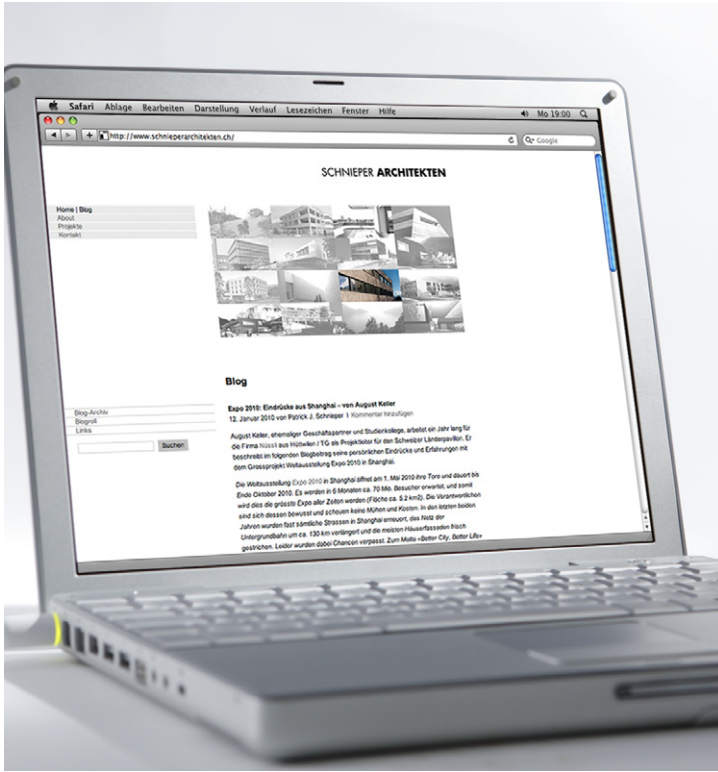 Safari Ablage Bearbeiten Darstellung Verlauf Lesezeichen Fenster Hilfe Mo 19:00
http://www.schnieperarchitekten.ch/ Google
SCHNIEPER ARCHITEKTEN
Home | Blog
About
Projekte
Kontakt
Blog
Expo 2010: Eindrücke aus Shanghai – von August Keller
12. Januar 2010 von Patrick J. Schnieper | Kommentar hinzufügen
August Keller, ehemaliger Geschäftspartner und Studienkollege, arbeitet ein Jahr lang für
die Firma Nüssli aus Hüttwilen / TG als Projektleiter für den Schweizer Länderpavillon. Er
beschreibt im folgenden Blogbeitrag seine persönlichen Eindrücke und Erfahrungen mit
dem Grossprojekt Weltausstellung Expo 2010 in Shanghai.
Die Weltausstellung Expo 2010 in Shanghai öffnet am 1. Mai 2010 ihre Tore und dauert bis
Ende Oktober 2010. Es werden in 6 Monaten ca. 70 Mio. Besucher erwartet, und somit
wird dies die grösste Expo aller Zeiten werden (Fläche ca. 5.2 km2). Die Verantwortlichen
sind sich dessen bewusst und scheuen keine Mühen und Kosten. In den letzten beiden
Jahren wurden fast sämtliche Strassen in Shanghai erneuert, das Netz der
Untergrundbahn um ca. 130 km verlängert und die meisten Häuserfassaden frisch
gestrichen. Leider wurden dabei Chancen verpasst. Zum Motto «Better City, Better Life»
Blog-Archiv
Blogroll
Links
Suchen